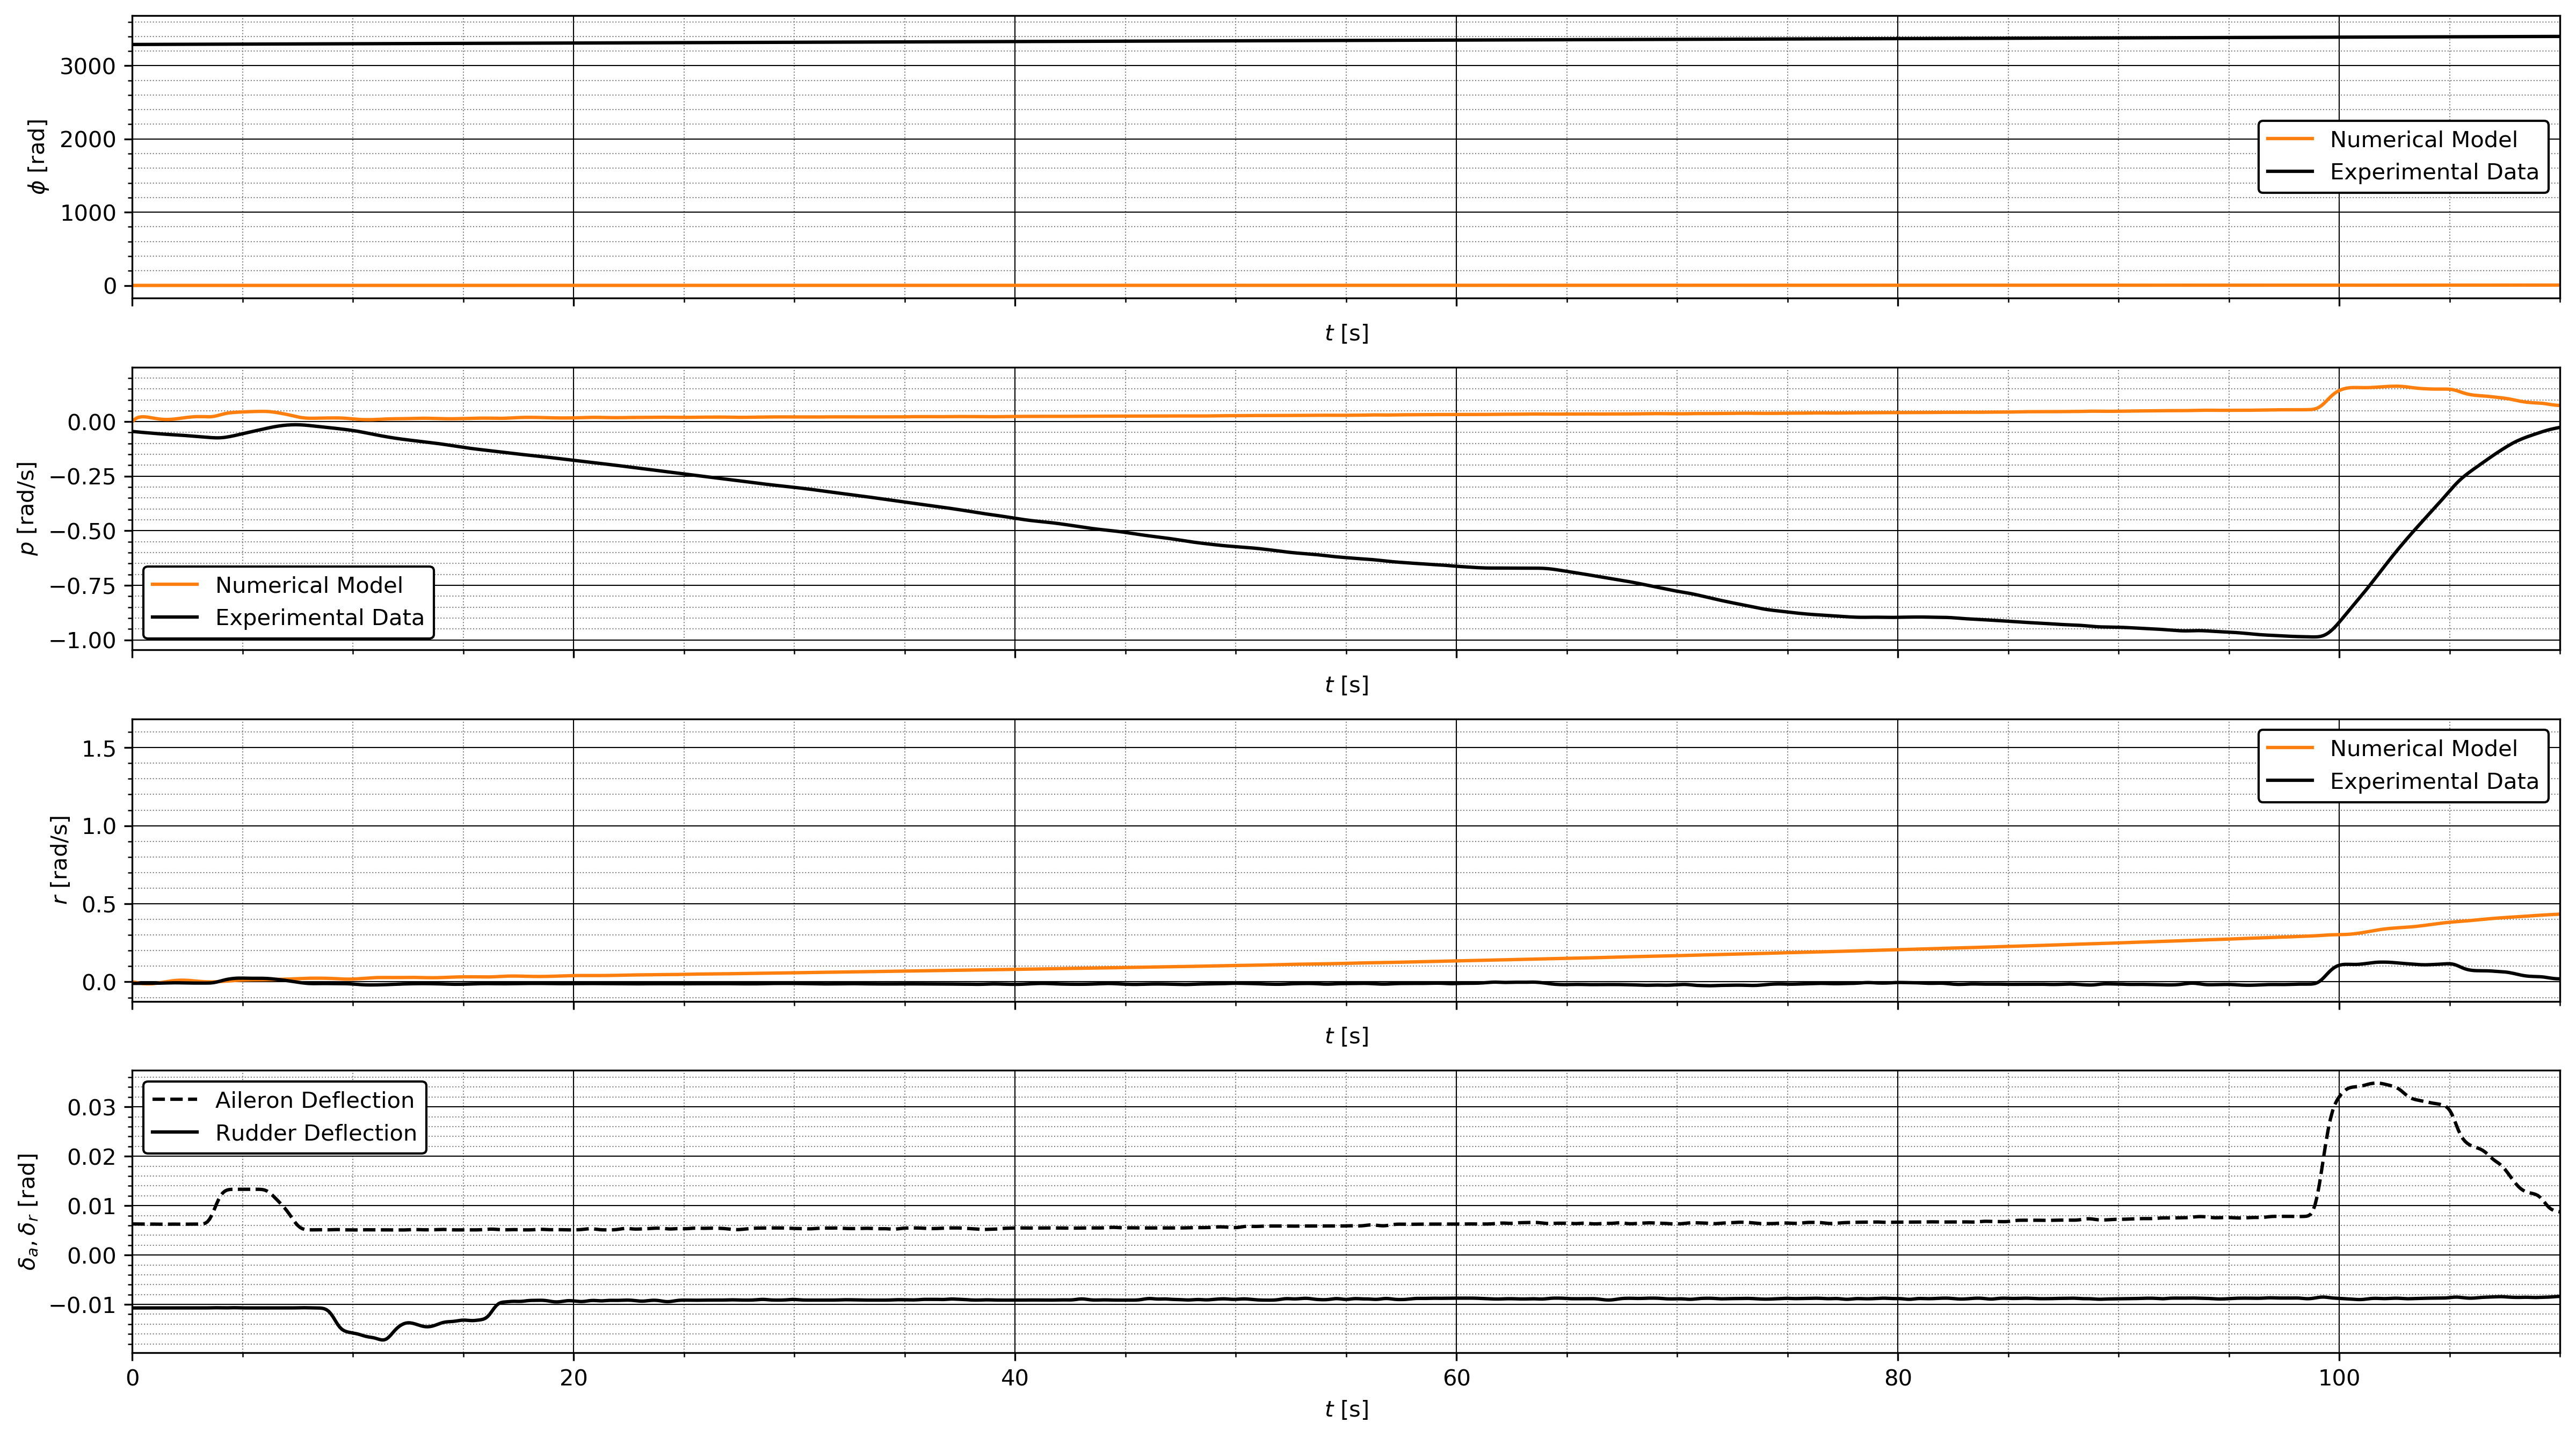 3000
2000
1000
0
ϕ [rad]
Numerical Model
Experimental Data
t [s]
0.00
−0.25
−0.50
−0.75
−1.00
p [rad/s]
Numerical Model
Experimental Data
t [s]
1.5
1.0
0.5
0.0
r [rad/s]
Numerical Model
Experimental Data
t [s]
0.03
0.02
0.01
0.00
−0.01
δa, δr [rad]
Aileron Deflection
Rudder Deflection
0 20 40 60 80 100
t [s]